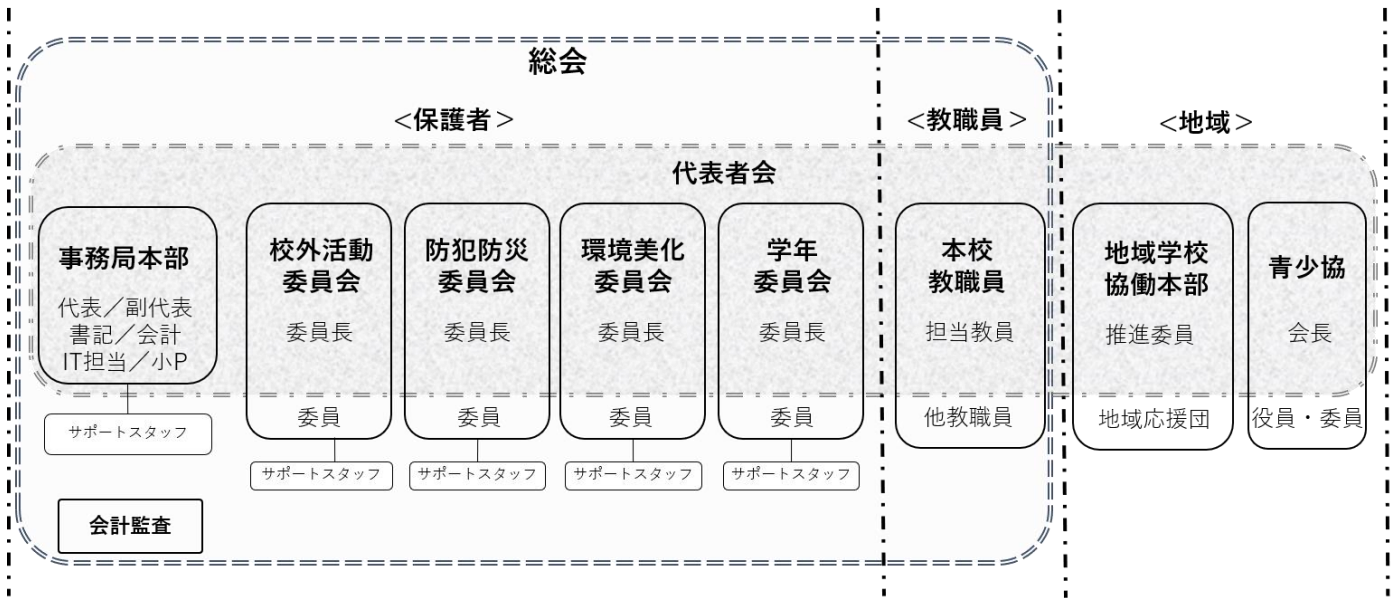 総会
＜保護者＞
＜教職員＞
＜地域＞
代表者会
事務局本部
代表／副代表
書記／会計
IT担当／小P
サポートスタッフ
校外活動
委員会
委員長
委員
サポートスタッフ
防犯防災
委員会
委員長
委員
サポートスタッフ
環境美化
委員会
委員長
委員
サポートスタッフ
学年
委員会
委員長
委員
サポートスタッフ
本校
教職員
担当教員
他教職員
地域学校
協働本部
推進委員
地域応援団
青少協
会長
役員・委員
会計監査